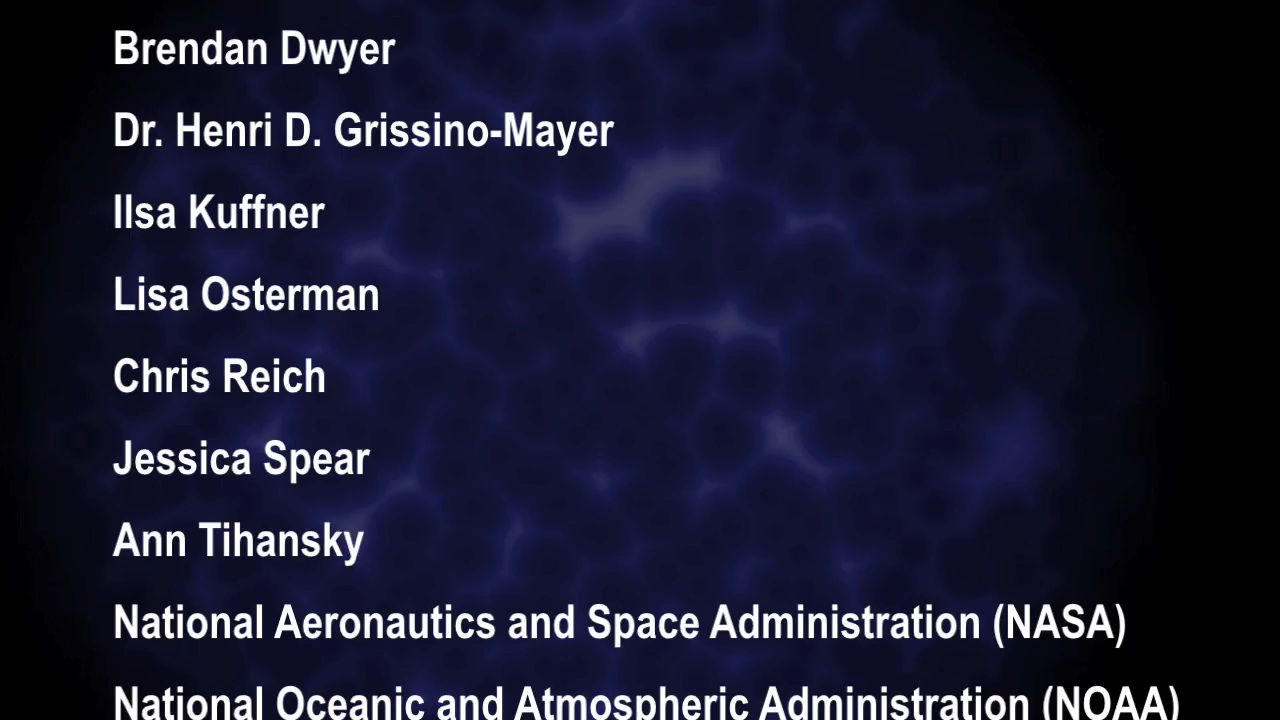 Brendan Dwyer
Dr. Henri D. Grissino-Mayer
Ilsa Kuffner
Lisa Osterman
Chris Reich
Jessica Spear
Ann Tihansky
National Aeronautics and Space Administration (NASA)
National Oceanic and Atmospheric Administration (NOAA)